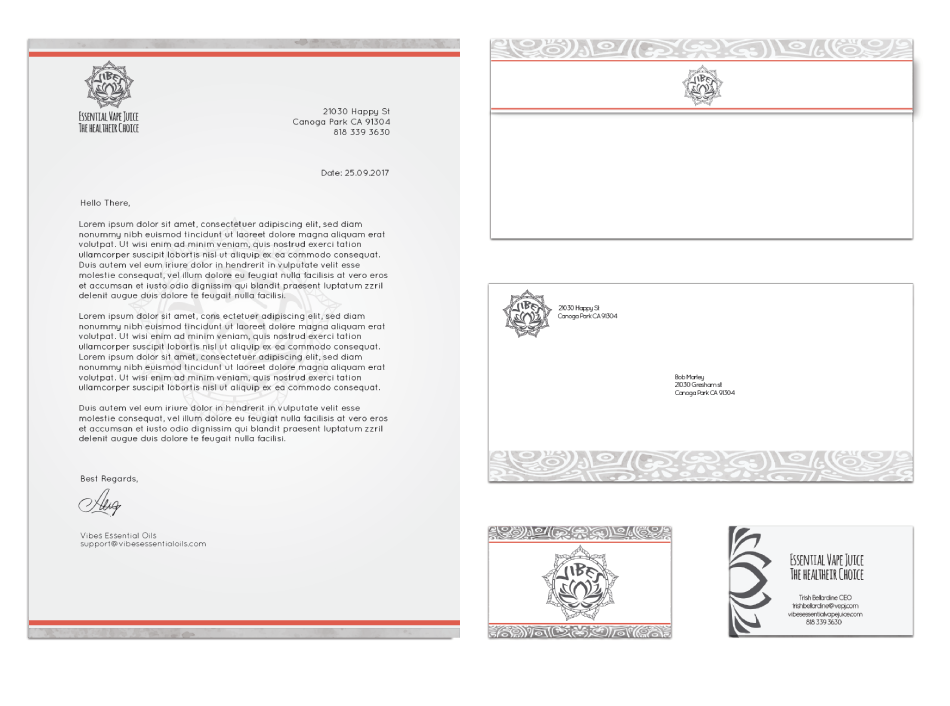 VIBES
ESSENTIAL VAPE JUICE
THE HEALTHEIR CHOICE
21030 Happy St
Canoga Park CA 91304
818 339 3630
Date: 25.09.2017
Hello There,
Lorem ipsum dolor sit amet, consectetuer adipiscing elit, sed diam
nonummy nibh euismod tincidunt ut laoreet dolore magna aliquam erat
volutpat. Ut wisi enim ad minim veniam, quis nostrud exerci tation
ullamcorper suscipit lobortis nisl ut aliquip ex ea commodo consequat.
Duis autem vel eum iriure dolor in hendrerit in vulputate velit esse
molestie consequat, vel illum dolore eu feugiat nulla facilisis at vero eros
et accumsan et iusto odio dignissim qui blandit praesent luptatum zzril
delenit augue duis dolore te feugait nulla facilisi.
Lorem ipsum dolor sit amet, cons ectetuer adipiscing elit, sed diam
nonummy nibh euismod tincidunt ut laoreet dolore magna aliquam erat
volutpat. Ut wisi enim ad minim veniam, quis nostrud exerci tation
ullamcorper suscipit lobortis nisl ut aliquip ex ea commodo consequat.
Lorem ipsum dolor sit amet, consectetuer adipiscing elit, sed diam
nonummy nibh euismod tincidunt ut laoreet dolore magna aliquam erat
volutpat. Ut wisi enim ad minim veniam, quis nostrud exerci tation
ullamcorper suscipit lobortis nisl ut aliquip ex ea commodo consequat.
Duis autem vel eum iriure dolor in hendrerit in vulputate velit esse
molestie consequat, vel illum dolore eu feugiat nulla facilisis at vero eros
et accumsan et iusto odio dignissim qui blandit praesent luptatum zzril
delenit augue duis dolore te feugait nulla facilisi.
Best Regards,
Vibes Essential Oils
support@vibesessentialoils.com
VIBES
VIBES
21030 Happy St
Canoga Park CA 91304
Bob Marley
21030 Gresham st
Canoga Park CA 91304
VIBES
ESSENTIAL VAPE JUICE
THE HEALTHEIR CHOICE
Trish Bellardine CEO
trishbellardine@vepj.com
vibesessentialvapejuice.com
818 339 3630